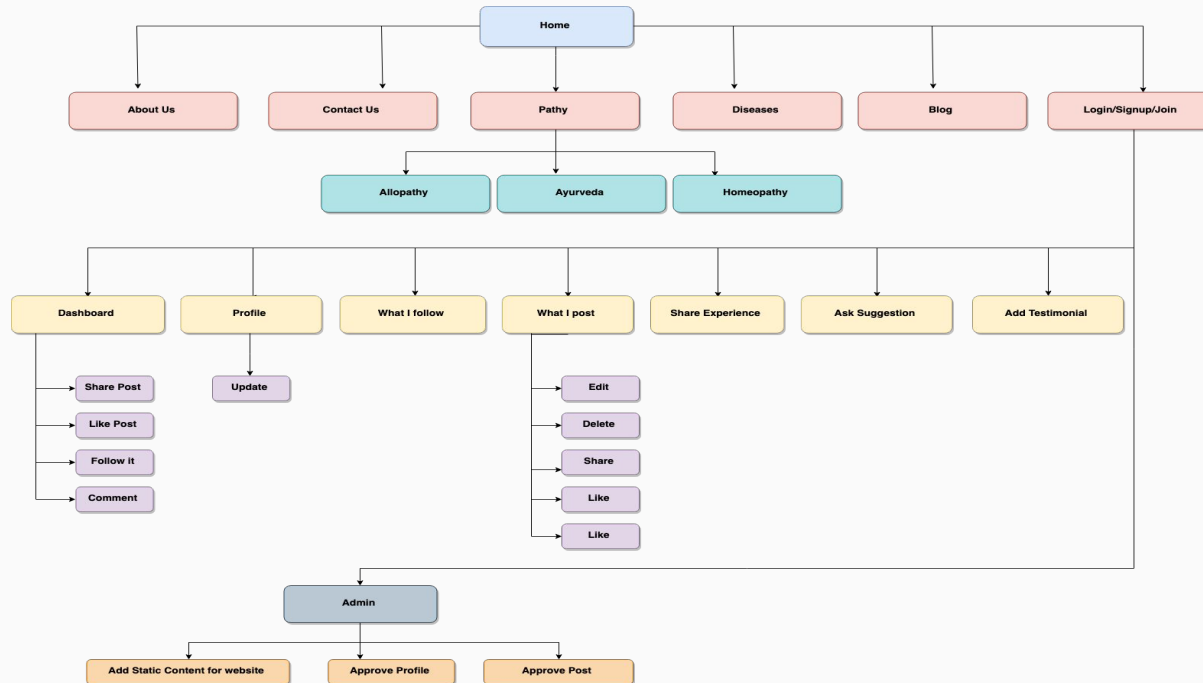 Home
About Us
Contact Us
Pathy
Diseases
Blog
Login/Signup/Join
Allopathy
Ayurveda
Homeopathy
Dashboard
Profile
What I follow
What I post
Share Experience
Ask Suggestion
Add Testimonial
Share Post
Like Post
Follow it
Comment
Update
Edit
Delete
Share
Like
Like
Admin
Add Static Content for website
Approve Profile
Approve Post